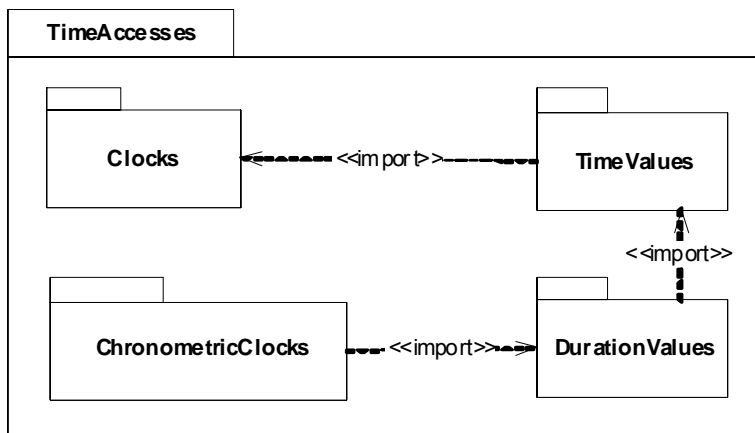 TimeAccesses
Clocks
<<import>>
TimeValues
<<import>>
ChronometricClocks
<<import>>
DurationValues